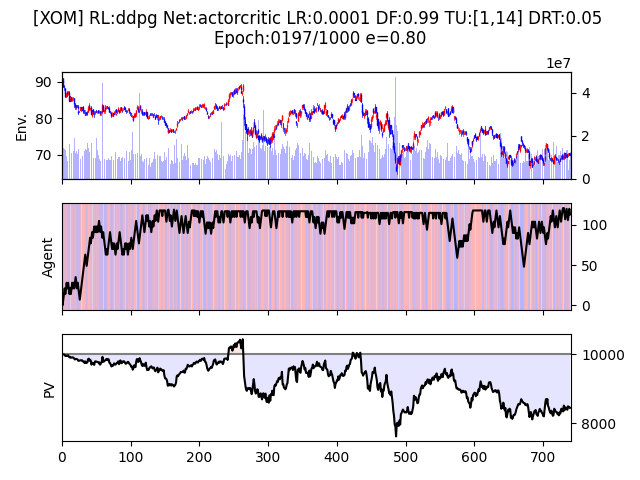 [XOM] RL:ddpg Net:actorcritic LR:0.0001 DF:0.99 TU:[1,14] DRT:0.05
Epoch:0197/1000 e=0.80
1e7
90
80
70
Env.
4
2
0
Agent
100
50
0
PV
10000
8000
0 100 200 300 400 500 600 700